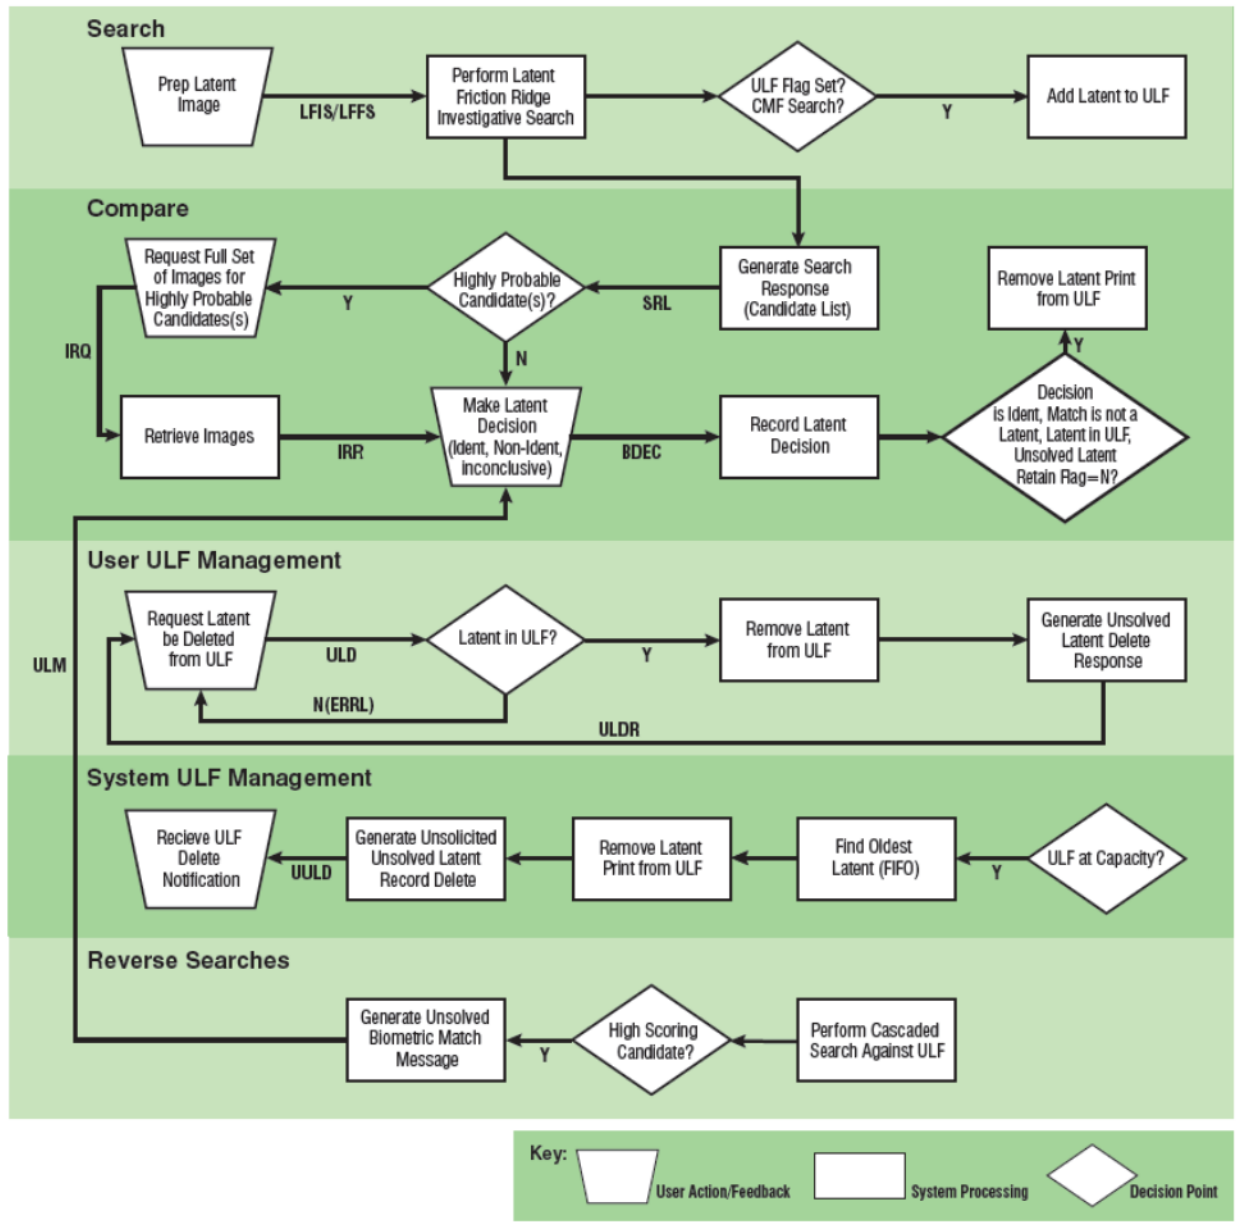 Search
Prep Latent
Image
LFIS/LFFS
Perform Latent
Friction Ridge
Investigative Search
ULF Flag Set?
CMF Search?
Y
Add Latent to ULF
Compare
Request Full Set
of Images for
Highly Probable
Candidates(s)
Y
Highly Probable
Candidate(s)?
SRL
Generate Search
Response
(Candidate List)
Remove Latent Print
from ULF
Y
N
IRQ
Retrieve Images
IRR
Make Latent
Decision
(Ident, Non-Ident,
inconclusive)
BDEC
Record Latent
Decision
Decision
is Ident, Match is not a
Latent, Latent in ULF,
Unsolved Latent
Retain Flag=N?
User ULF Management
Request Latent
be Deleted
from ULF
ULD
Latent in ULF?
Y
Remove Latent
from ULF
Generate Unsolved
Latent Delete
Response
ULM
N(ERRL)
ULDR
System ULF Management
Recieve ULF
Delete
Notification
UULD
Generate Unsolicited
Unsolved Latent
Record Delete
Remove Latent
Print from ULF
Find Oldest
Latent (FIFO)
Y
ULF at Capacity?
Reverse Searches
Generate Unsolved
Biometric Match
Message
Y
High Scoring
Candidate?
Perform Cascaded
Search Against ULF
Key:
User Action/Feedback
System Processing
Decision Point